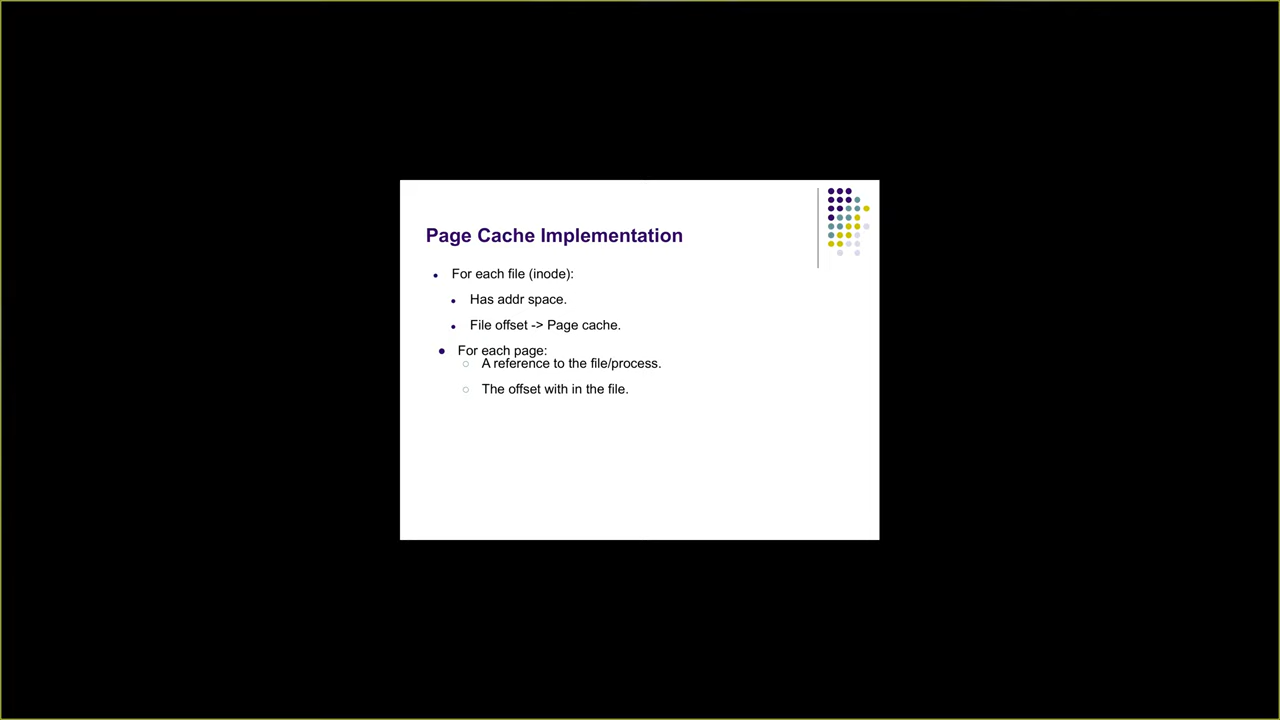 Page Cache Implementation
For each file (inode):
Has addr space.
File offset -> Page cache.
For each page:
A reference to the file/process.
The offset with in the file.